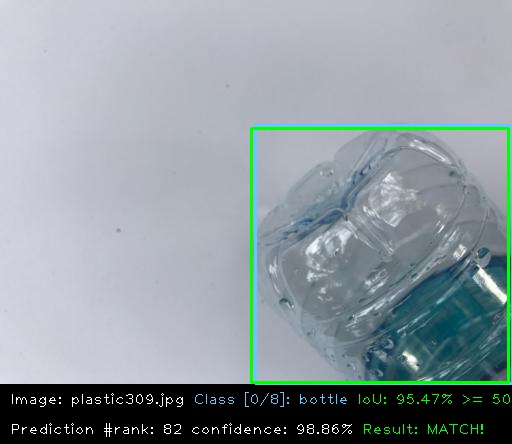 Image: plastic309.jpg Class [0/8]: bottle IoU: 95.47% >= 50
Prediction #rank: 82 confidence: 98.86% Result: MATCH!